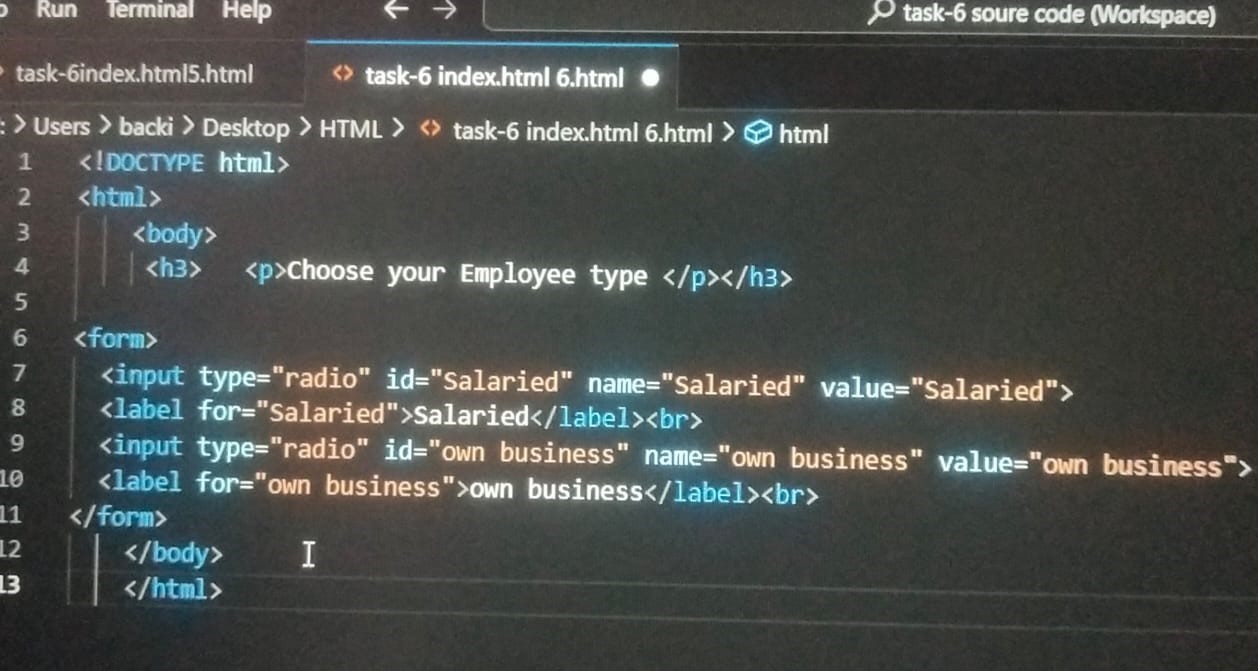 Run Terminal Help ← → task-6 soure code (Workspace)
task-6index.html5.html <> task-6 index.html 6.html ●
: > Users > backi > Desktop > HTML > <> task-6 index.html 6.html > html
1 <!DOCTYPE html>
2 <html>
3 <body>
4 <h3> <p>Choose your Employee type </p></h3>
5
6 <form>
7 <input type="radio" id="Salaried" name="Salaried" value="Salaried">
8 <label for="Salaried">Salaried</label><br>
9 <input type="radio" id="own business" name="own business" value="own business">
10 <label for="own business">own business</label><br>
11 </form>
12 </body>
13 </html>